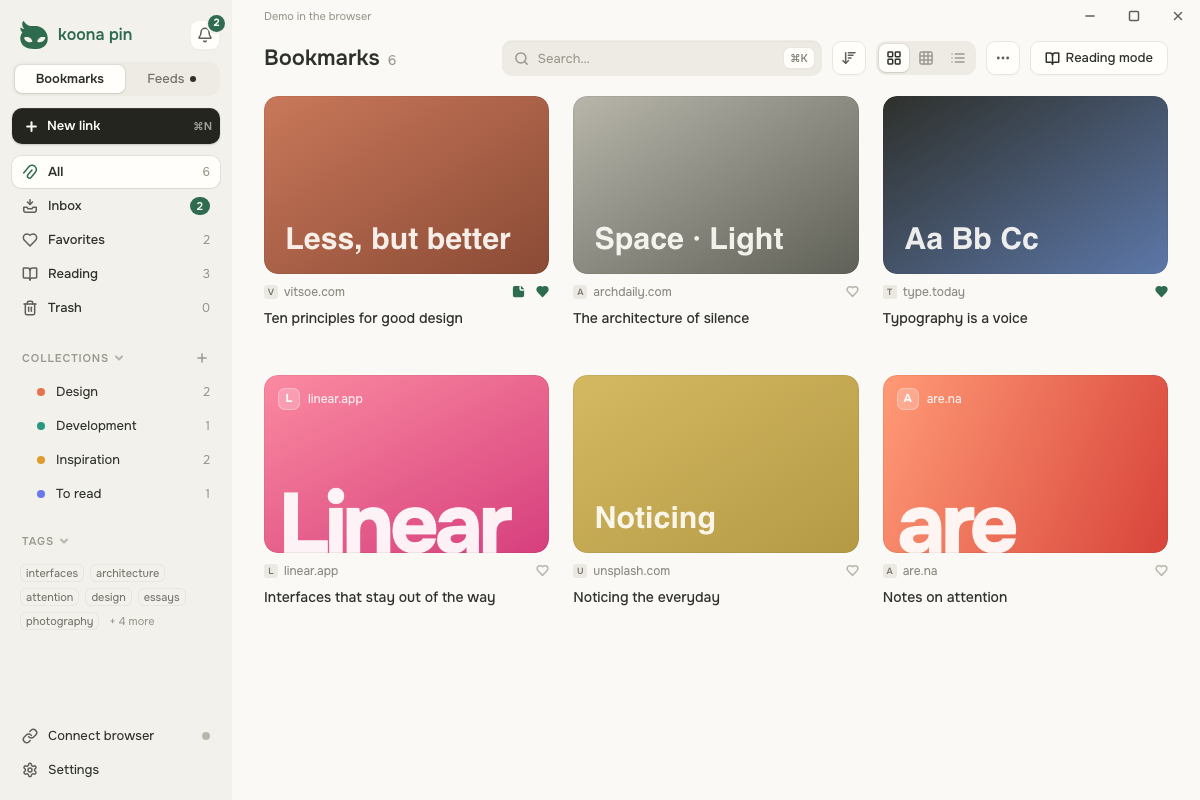 Demo in the browser
koona pin
2
Bookmarks
Feeds
New link ⌘N
All 6
Inbox 2
Favorites 2
Reading 3
Trash 0
COLLECTIONS
Design 2
Development 1
Inspiration 2
To read 1
TAGS
interfaces architecture
attention design essays
photography + 4 more
Connect browser
Settings
Bookmarks 6
Search... ⌘K
Reading mode
Less, but better
V vitsoe.com
Ten principles for good design
Space · Light
A archdaily.com
The architecture of silence
Aa Bb Cc
T type.today
Typography is a voice
L linear.app
Linear
L linear.app
Interfaces that stay out of the way
Noticing
U unsplash.com
Noticing the everyday
A are.na
are
A are.na
Notes on attention